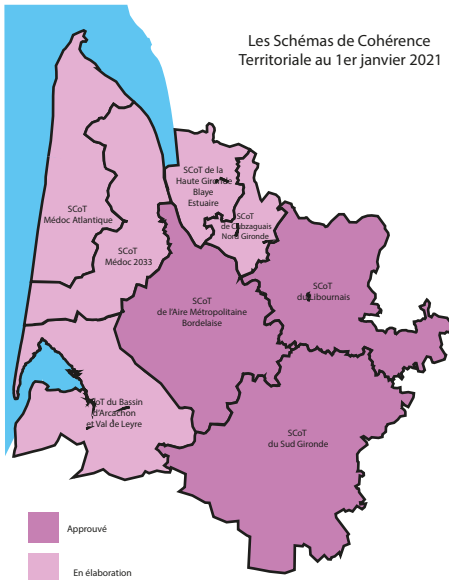 Les Schémas de Cohérence
Territoriale au 1er janvier 2021
SCoT de la
Haute Gironde
Blaye
Estuaire
SCoT
Médoc Atlantique
SCoT
de Cubzaguais
Nord Gironde
SCoT
Médoc 2033
SCoT
du Libournais
SCoT
de l'Aire Métropolitaine
Bordelaise
SCoT du Bassin
d'Arcachon
et Val de Leyre
SCoT
du Sud Gironde
Approuvé
En élaboration